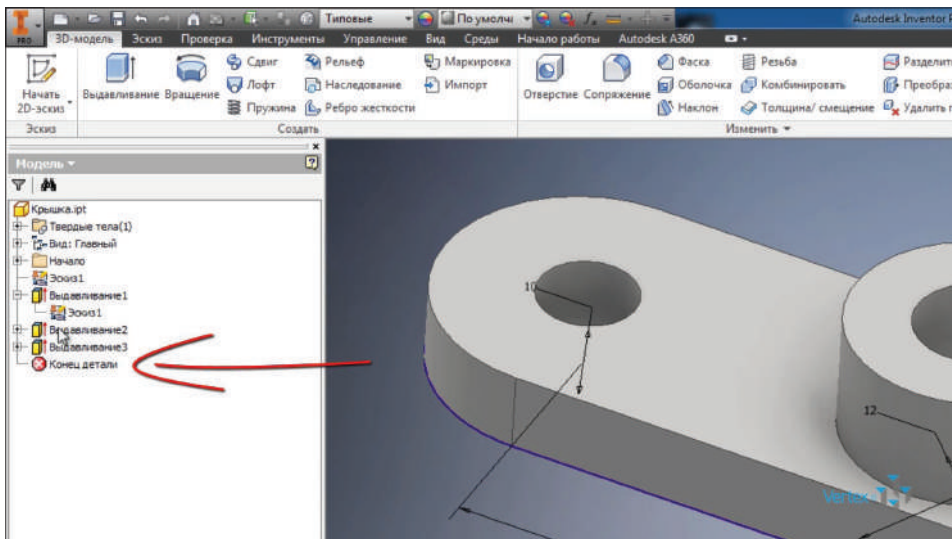 Типовые По умолч Autodesk Inventor
PRO 3D-модель Эскиз Проверка Инструменты Управление Вид Среды Начало работы Autodesk A360
Начать 2D-эскиз
Выдавливание Вращение
Сдвиг Рельеф Маркировка
Лофт Наследование Импорт
Пружина Ребро жесткости
Отверстие Сопряжение
Фаска Резьба Разделить
Оболочка Комбинировать Преобраз
Наклон Толщина/ смещение Удалить
Эскиз Создать Изменить
Модель
Крышка.ipt
Твердые тела(1)
Вид: Главный
Начало
Эскиз1
Выдавливание1
Эскиз1
Выдавливание2
Выдавливание3
Конец детали
10
12
Vertex